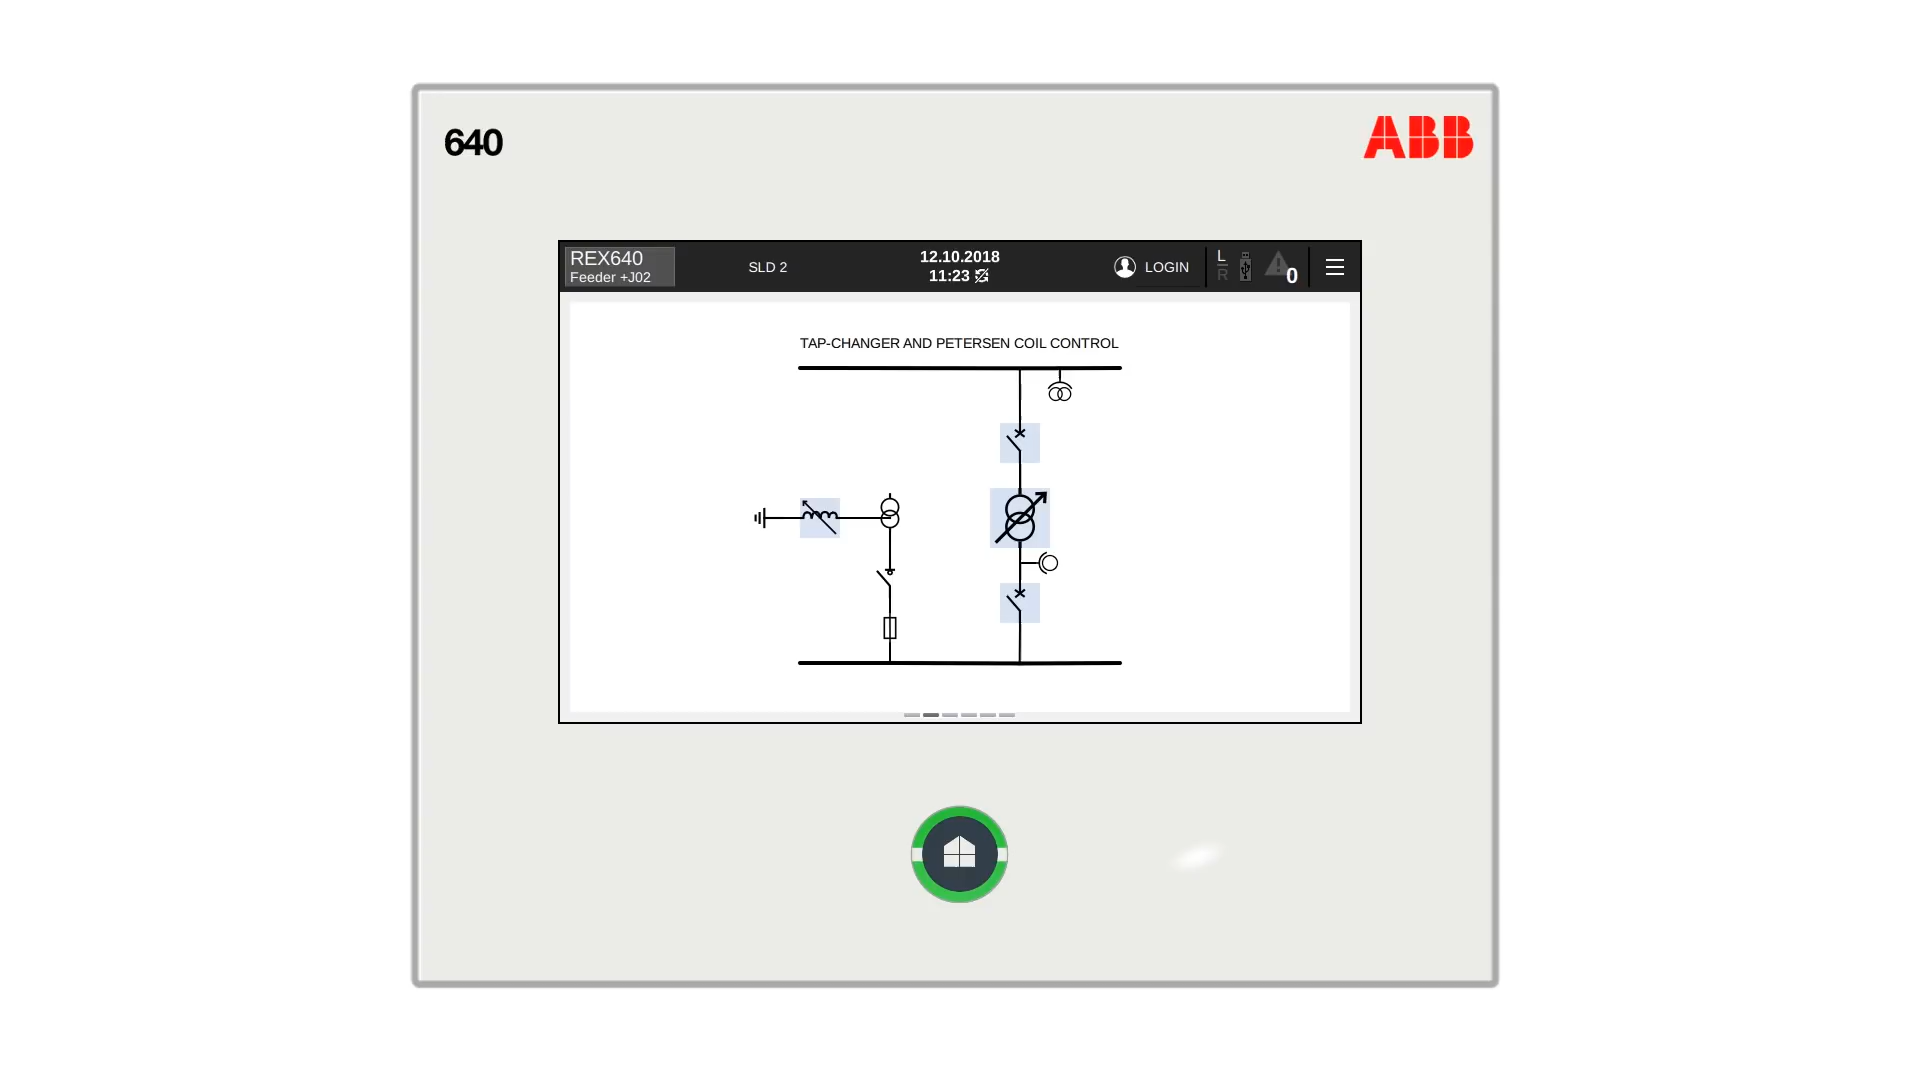 640
ABB
REX640
Feeder +J02
SLD 2
12.10.2018
11:23
LOGIN
L
R
0
TAP-CHANGER AND PETERSEN COIL CONTROL